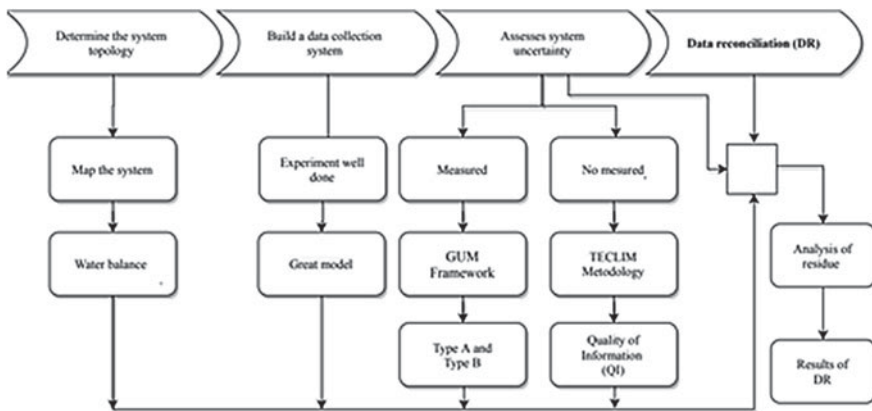 Determine the system
topology
Build a data collection
system
Assesses system
uncertainty
Data reconciliation (DR)
Map the system
Experiment well
done
Measured
No mesured
Water balance
Great model
GUM
Framework
TECLIM
Metodology
Analysis of
residue
Type A and
Type B
Quality of
Information
(QI)
Results of
DR